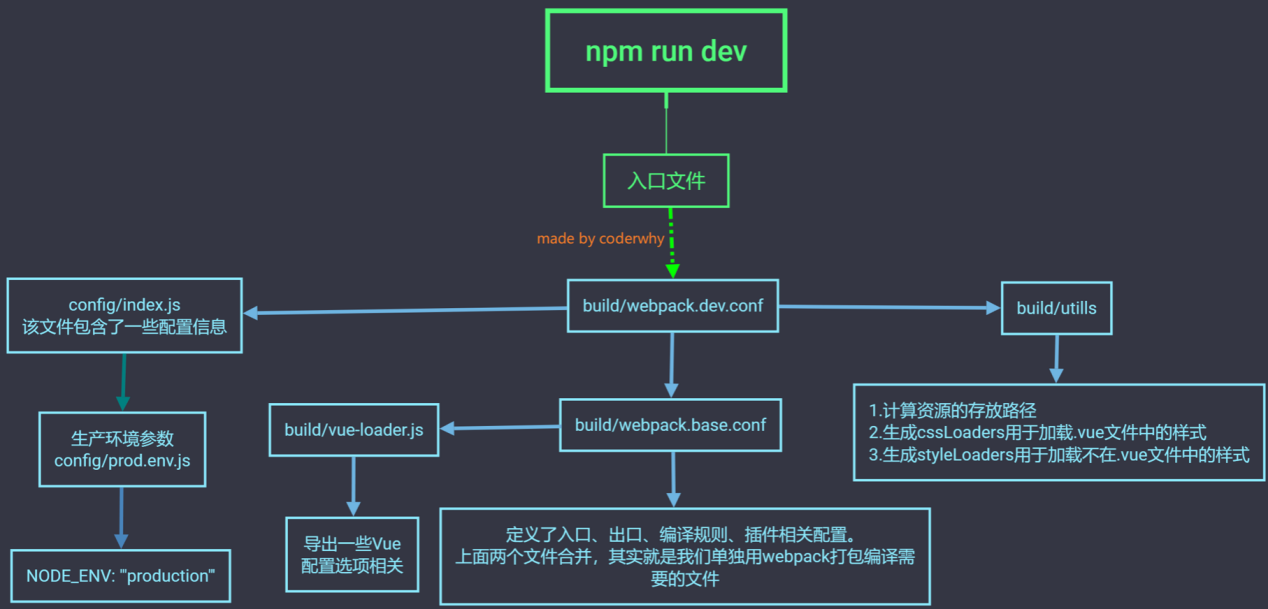 npm run dev
入口文件
made by coderwhy
config/index.js
该文件包含了一些配置信息
build/webpack.dev.conf
build/utills
生产环境参数
config/prod.env.js
build/vue-loader.js
build/webpack.base.conf
1.计算资源的存放路径
2.生成cssLoaders用于加载.vue文件中的样式
3.生成styleLoaders用于加载不在.vue文件中的样式
NODE_ENV: '"production"'
导出一些Vue
配置选项相关
定义了入口、出口、编译规则、插件相关配置。
上面两个文件合并，其实就是我们单独用webpack打包编译需
要的文件